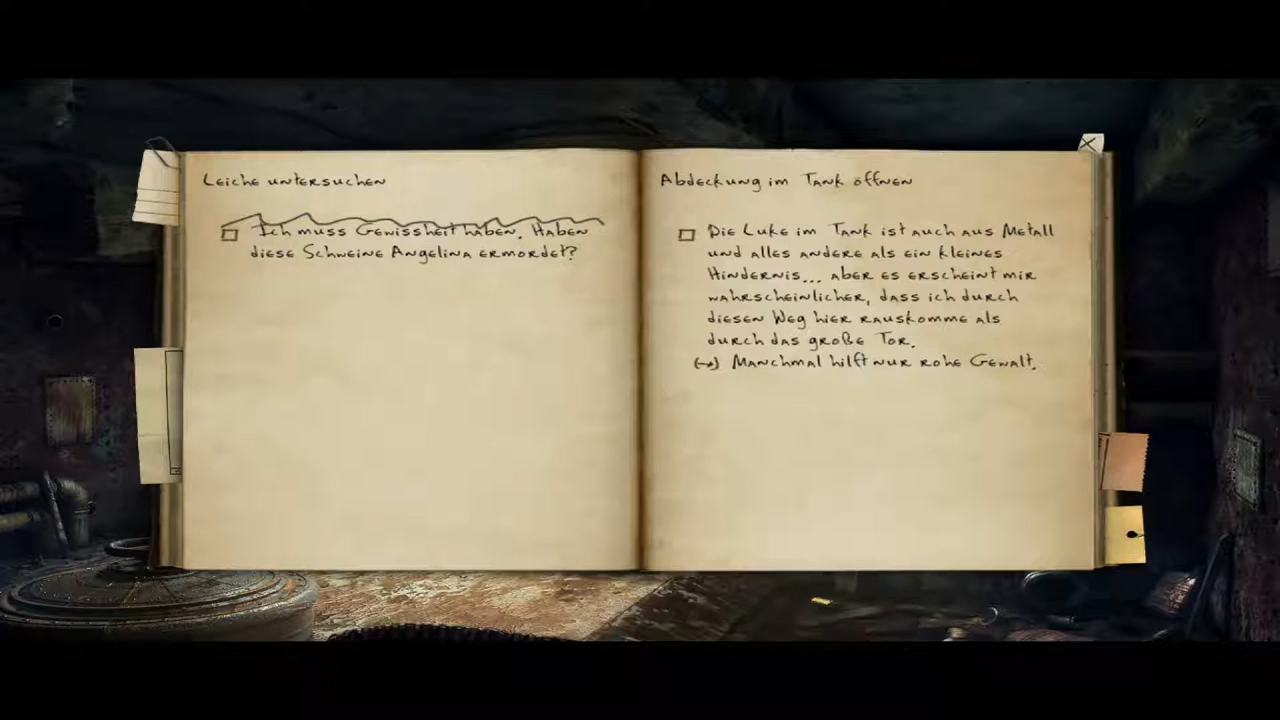 Leiche untersuchen
Ich muss Gewissheit haben. Haben
diese Schweine Angelina ermordet?
Abdeckung im Tank öffnen
Die Luke im Tank ist auch aus Metall
und alles andere als ein kleines
Hindernis... aber es erscheint mir
wahrscheinlicher, dass ich durch
diesen Weg hier rauskomme als
durch das große Tor.
(→) Manchmal hilft nur rohe Gewalt.